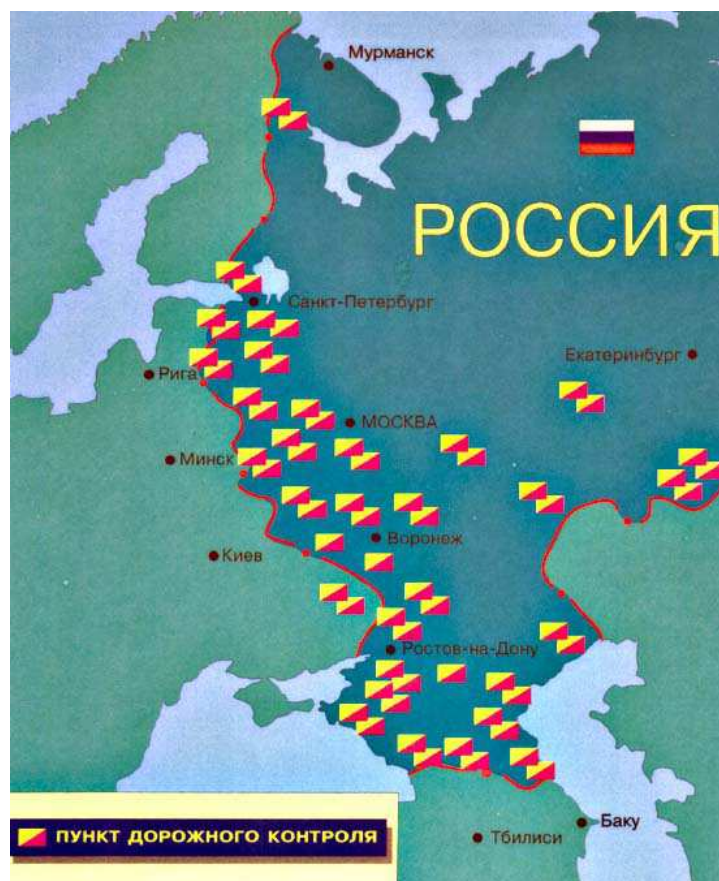 Мурманск
РОССИЯ
Санкт-Петербург
Екатеринбург
Рига
МОСКВА
Минск
Воронеж
Киев
Ростов-на-Дону
ПУНКТ ДОРОЖНОГО КОНТРОЛЯ
Баку
Тбилиси